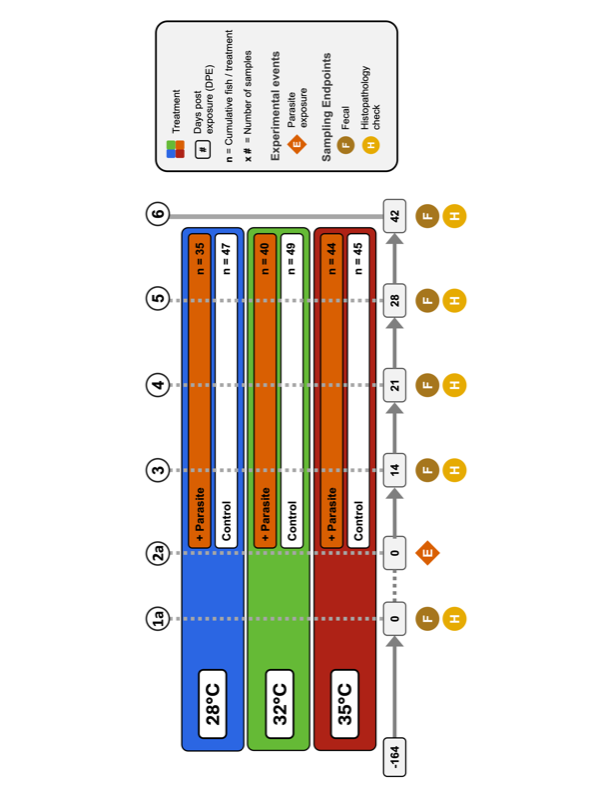 1a
2a
3
4
5
6
28°C
+ Parasite
n = 35
Control
n = 47
32°C
+ Parasite
n = 40
Control
n = 49
35°C
+ Parasite
n = 44
Control
n = 45
-164
0
0
14
21
28
42
F
E
F
F
F
F
H
H
H
H
H
Treatment
#
Days post
exposure (DPE)
n = Cumulative fish / treatment
x # = Number of samples
Experimental events
E
Parasite
exposure
Sampling Endpoints
F
Fecal
H
Histopathology
check